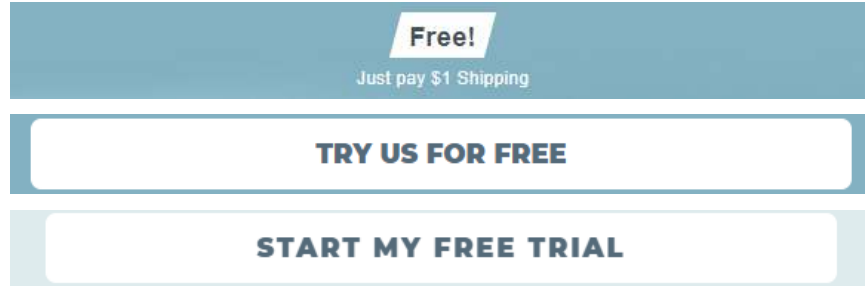 Free!
Just pay $1 Shipping
TRY US FOR FREE
START MY FREE TRIAL